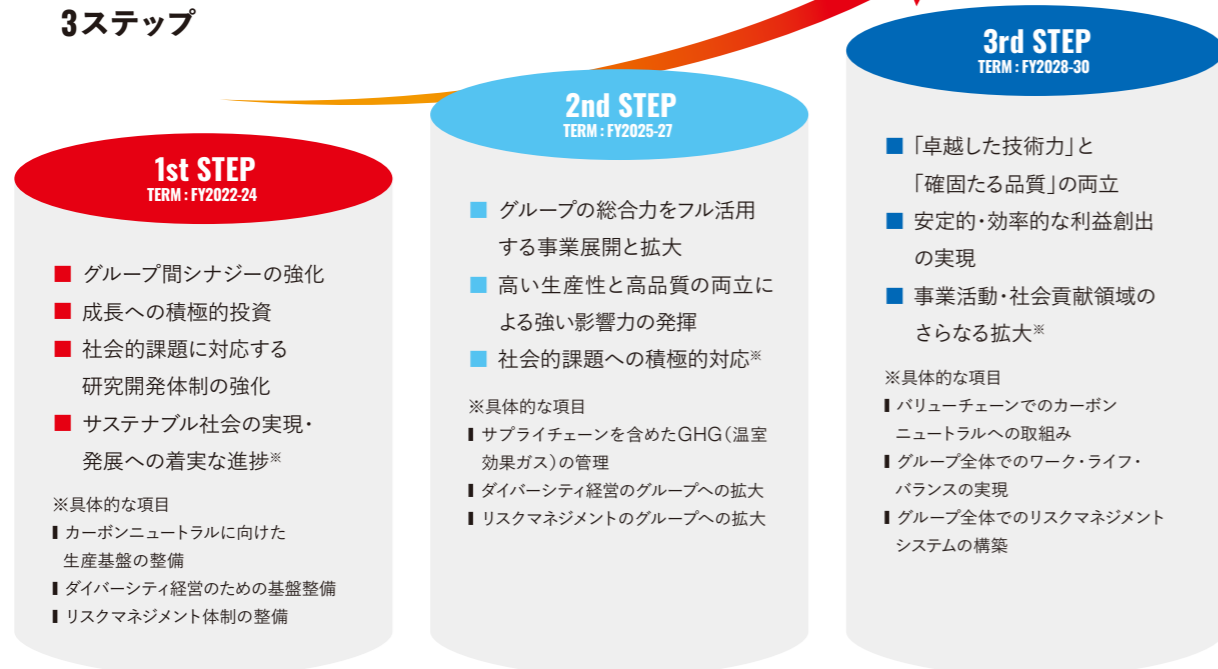 3ステップ
1st STEP
TERM : FY2022-24
■ グループ間シナジーの強化
■ 成長への積極的投資
■ 社会的課題に対応する
研究開発体制の強化
■ サステナブル社会の実現・
発展への着実な進捗※
※具体的な項目
▌カーボンニュートラルに向けた
生産基盤の整備
▌ダイバーシティ経営のための基盤整備
▌リスクマネジメント体制の整備
2nd STEP
TERM : FY2025-27
■ グループの総合力をフル活用
する事業展開と拡大
■ 高い生産性と高品質の両立に
よる強い影響力の発揮
■ 社会的課題への積極的対応※
※具体的な項目
▌サプライチェーンを含めたGHG(温室
効果ガス)の管理
▌ダイバーシティ経営のグループへの拡大
▌リスクマネジメントのグループへの拡大
3rd STEP
TERM : FY2028-30
■ 「卓越した技術力」と
「確固たる品質」の両立
■ 安定的・効率的な利益創出
の実現
■ 事業活動・社会貢献領域の
さらなる拡大※
※具体的な項目
▌バリューチェーンでのカーボン
ニュートラルへの取組み
▌グループ全体でのワーク・ライフ・
バランスの実現
▌グループ全体でのリスクマネジメント
システムの構築